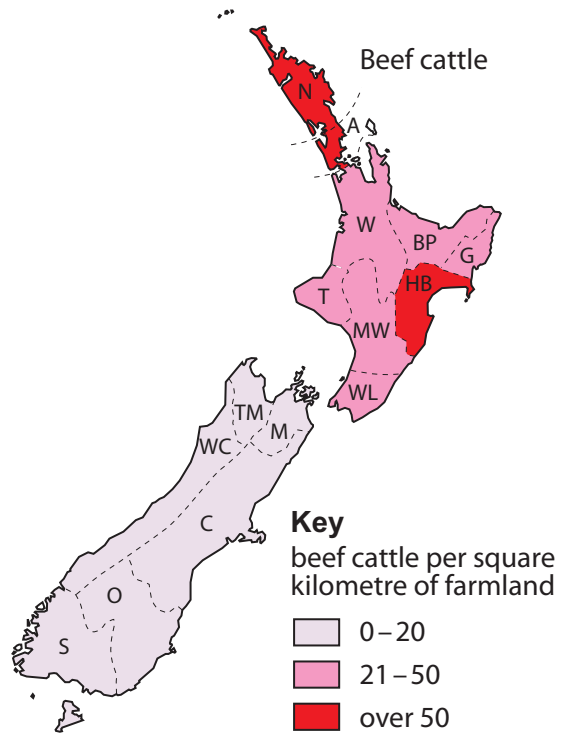 Beef cattle
N
A
W
BP
G
HB
T
MW
WL
TM
M
WC
C
O
S
Key
beef cattle per square
kilometre of farmland
0–20
21–50
over 50